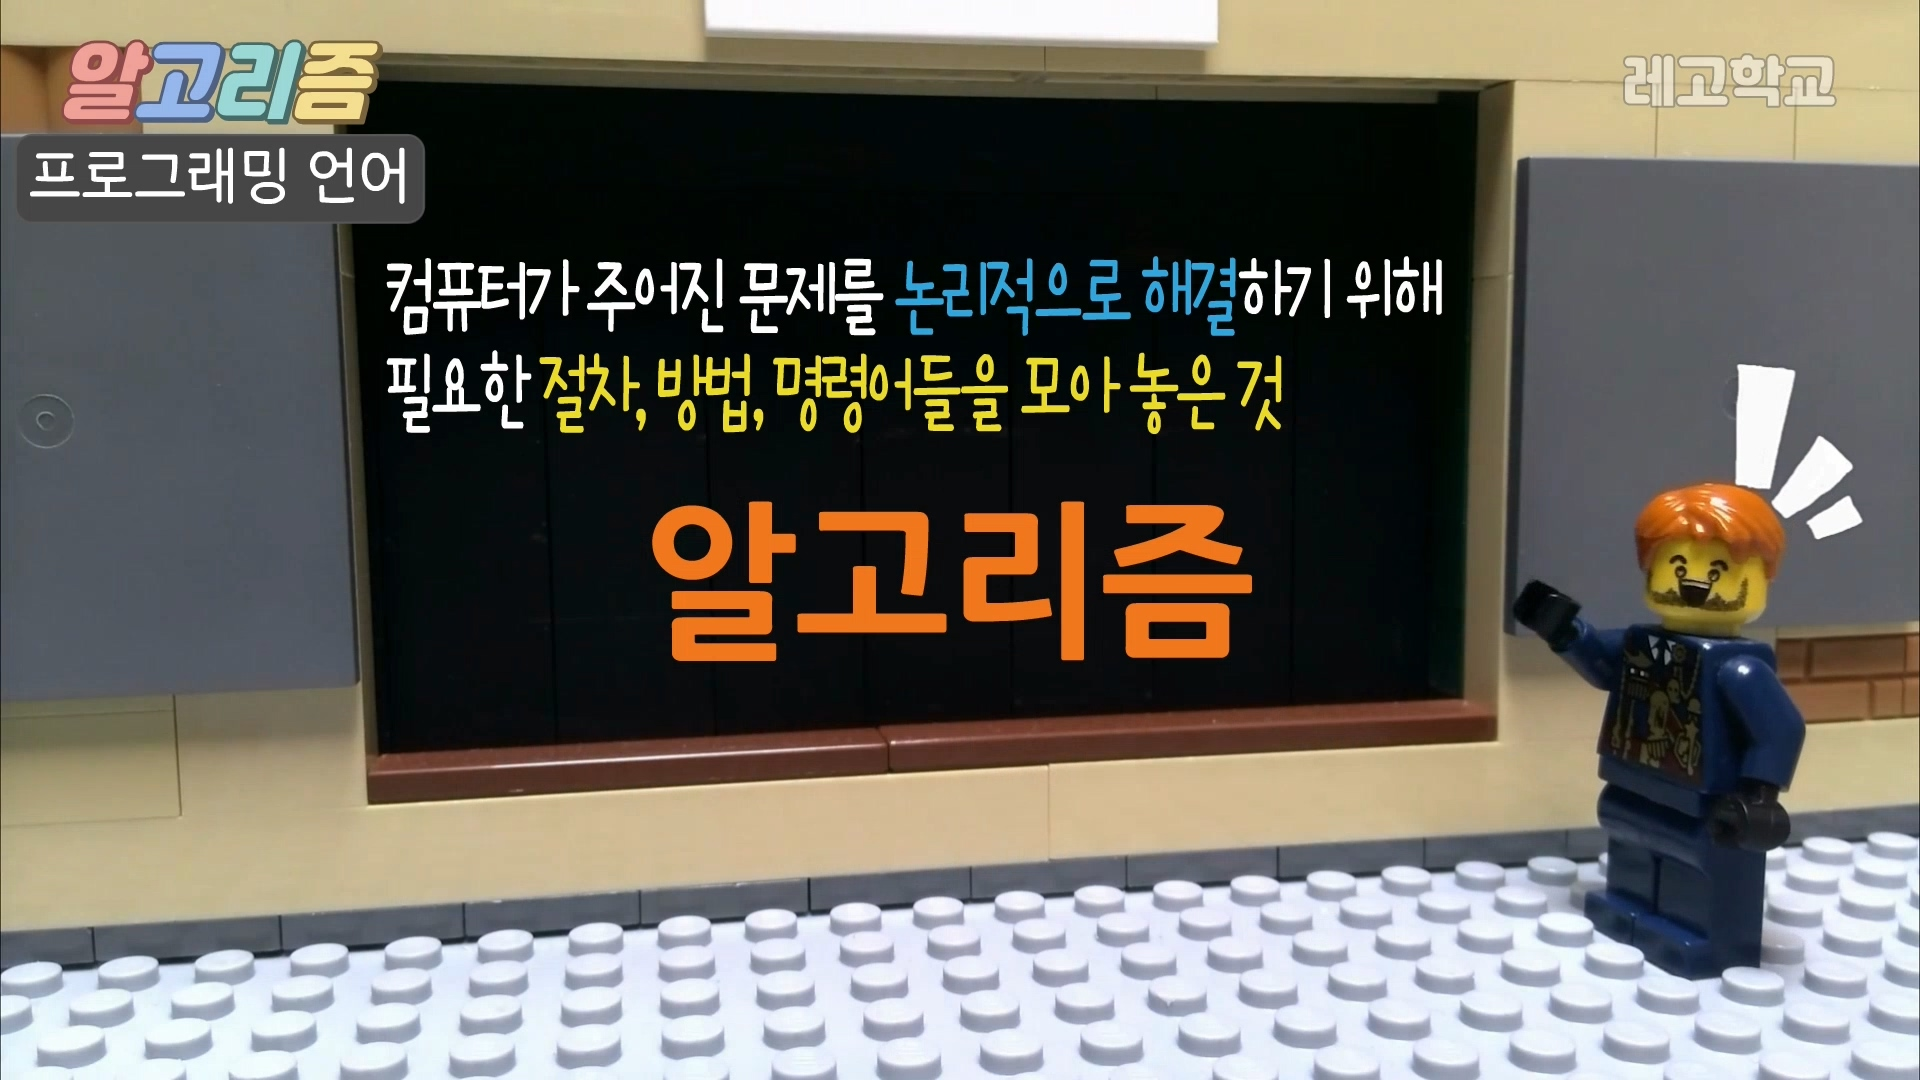 알고리즘
레고학교
프로그래밍 언어
컴퓨터가 주어진 문제를 논리적으로 해결하기 위해
필요한 절차, 방법, 명령어들을 모아 놓은 것
알고리즘